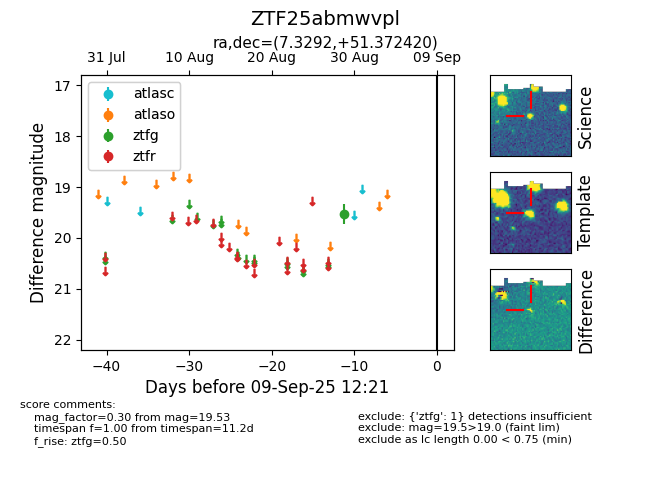 ZTF25abmwvpl
ra,dec=(7.3292,+51.372420)
31 Jul 10 Aug 20 Aug 30 Aug 09 Sep
atlasc
atlaso
ztfg
ztfr
17
18
19
20
21
22
Difference magnitude
−40 −30 −20 −10 0
Days before 09-Sep-25 12:21
Science
Template
Difference
score comments:
mag_factor=0.30 from mag=19.53
timespan f=1.00 from timespan=11.2d
f_rise: ztfg=0.50
exclude: {'ztfg': 1} detections insufficient
exclude: mag=19.5>19.0 (faint lim)
exclude as lc length 0.00 < 0.75 (min)